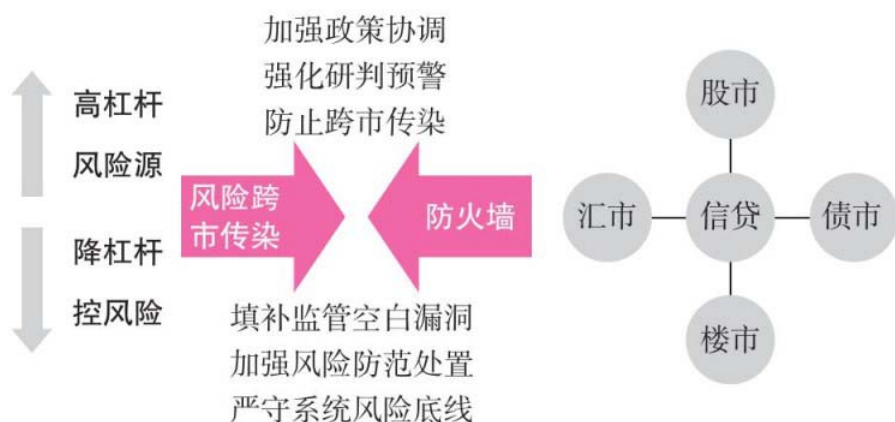 加强政策协调
强化研判预警
防止跨市传染
高杠杆
风险源
降杠杆
控风险
风险跨
市传染
防火墙
填补监管空白漏洞
加强风险防范处置
严守系统风险底线
股市
汇市
信贷
债市
楼市